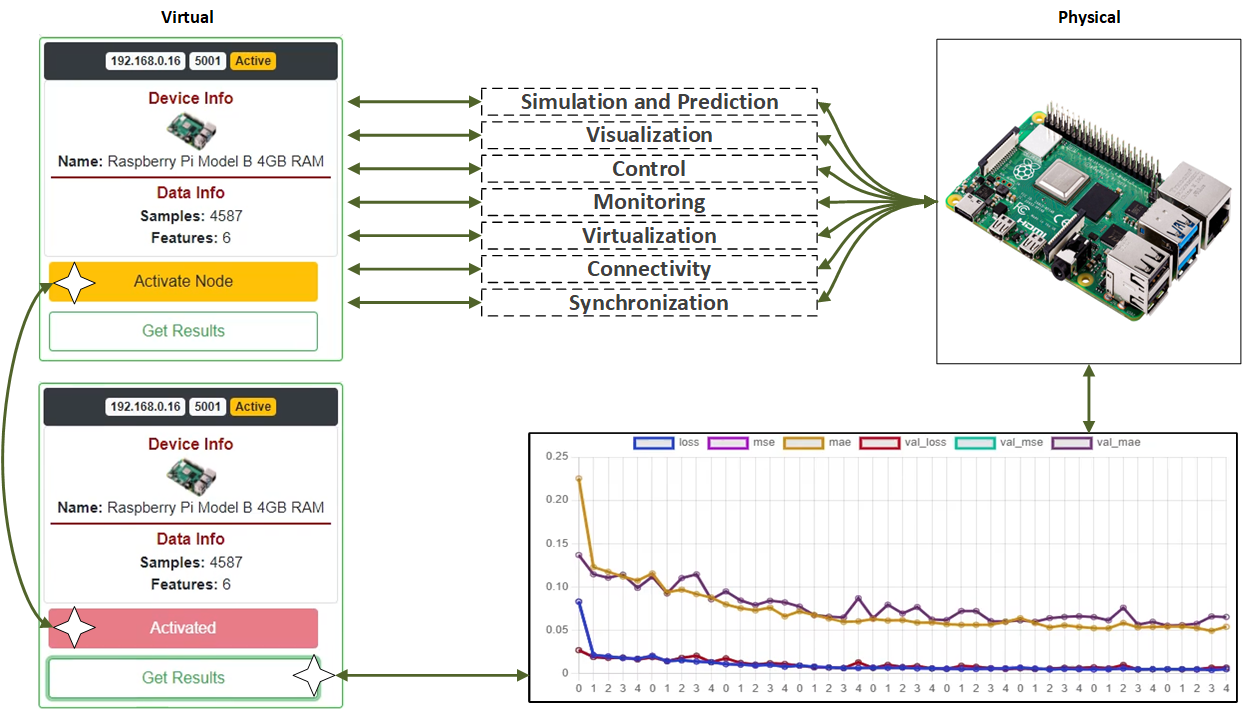 Virtual
Physical
192.168.0.16 5001 Active
Device Info
Name: Raspberry Pi Model B 4GB RAM
Data Info
Samples: 4587
Features: 6
Activate Node
Get Results
Simulation and Prediction
Visualization
Control
Monitoring
Virtualization
Connectivity
Synchronization
HDMI
192.168.0.16 5001 Active
Device Info
Name: Raspberry Pi Model B 4GB RAM
Data Info
Samples: 4587
Features: 6
Activated
Get Results
loss mse mae val_loss val_mse val_mae
0.25
0.20
0.15
0.10
0.05
0
0 1 2 3 4 0 1 2 3 4 0 1 2 3 4 0 1 2 3 4 0 1 2 3 4 0 1 2 3 4 0 1 2 3 4 0 1 2 3 4 0 1 2 3 4